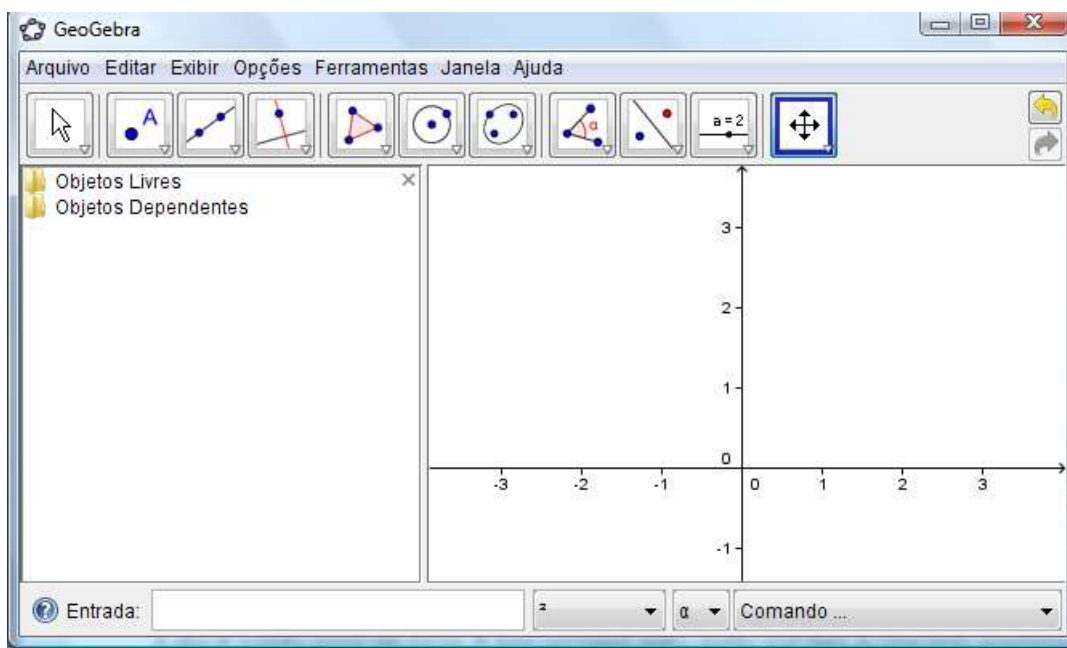 GeoGebra
Arquivo Editar Exibir Opções Ferramentas Janela Ajuda
A α a = 2
Objetos Livres
Objetos Dependentes
3
2
1
0
-3 -2 -1 0 1 2 3
-1
Entrada: ² α Comando ...